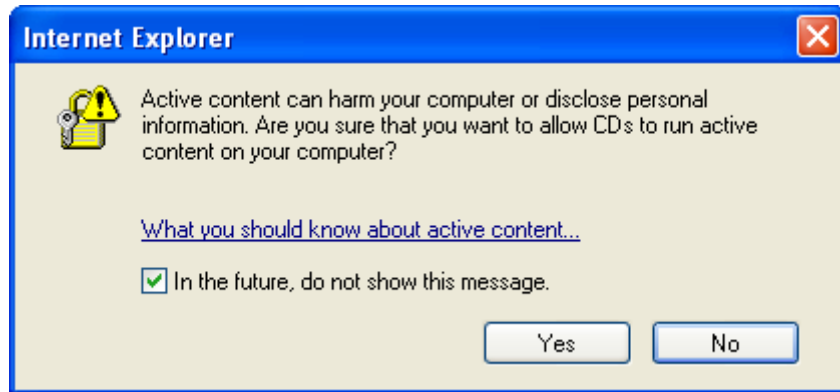 Internet Explorer
Active content can harm your computer or disclose personal
information. Are you sure that you want to allow CDs to run active
content on your computer?
What you should know about active content...
In the future, do not show this message.
Yes No